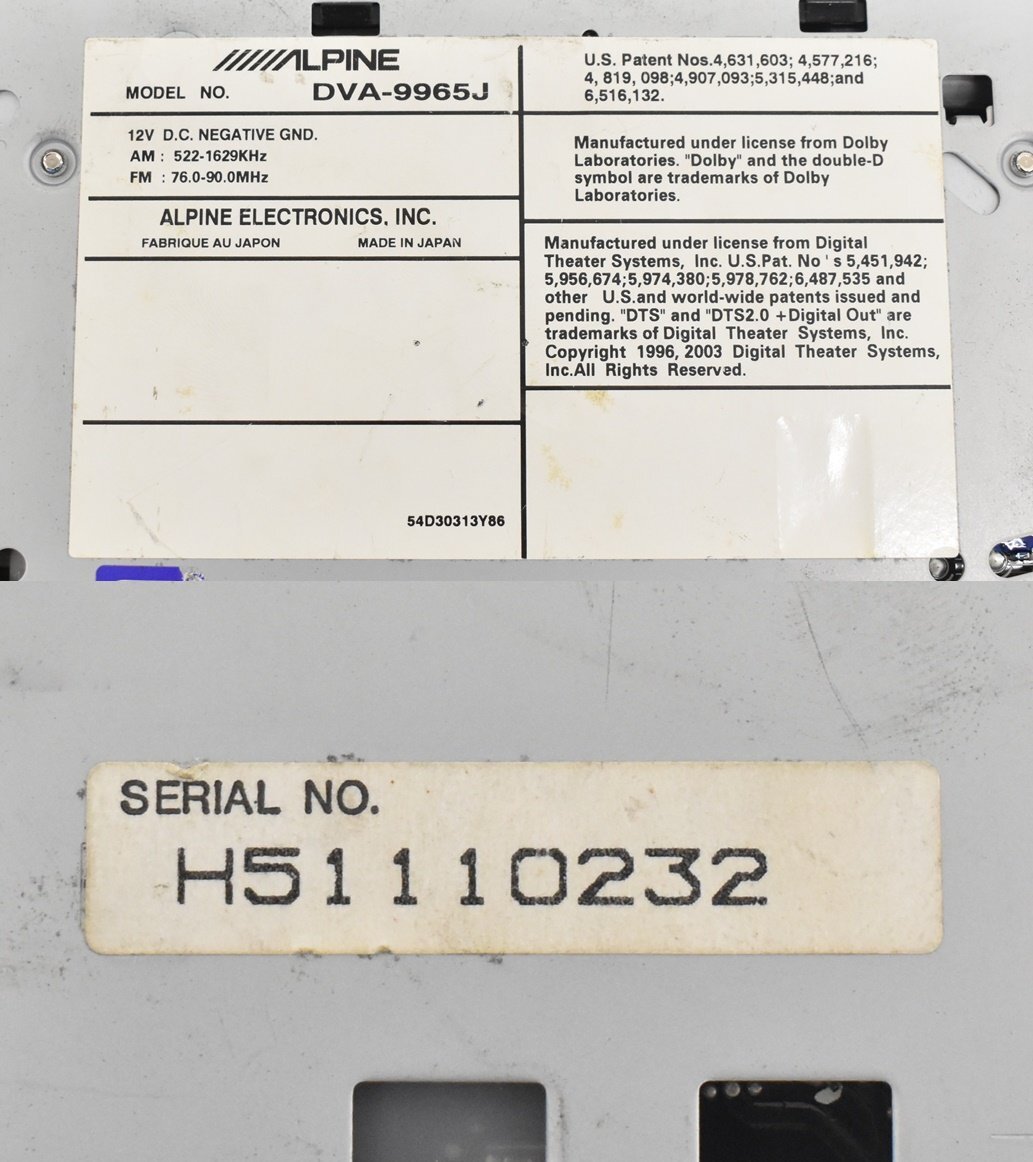 ALPINE
MODEL NO. DVA-9965J
12V D.C. NEGATIVE GND.
AM : 522-1629KHz
FM : 76.0-90.0MHz
ALPINE ELECTRONICS, INC.
FABRIQUE AU JAPON MADE IN JAPAN
54D30313Y86
U.S. Patent Nos.4,631,603; 4,577,216;
4, 819, 098;4,907,093;5,315,448;and
6,516,132.
Manufactured under license from Dolby
Laboratories. "Dolby" and the double-D
symbol are trademarks of Dolby
Laboratories.
Manufactured under license from Digital
Theater Systems, Inc. U.S.Pat. No ' s 5,451,942;
5,956,674;5,974,380;5,978,762;6,487,535 and
other U.S.and world-wide patents issued and
pending. "DTS" and "DTS2.0 +Digital Out" are
trademarks of Digital Theater Systems, Inc.
Copyright 1996, 2003 Digital Theater Systems,
Inc.All Rights Reserved.
SERIAL NO.
H51110232